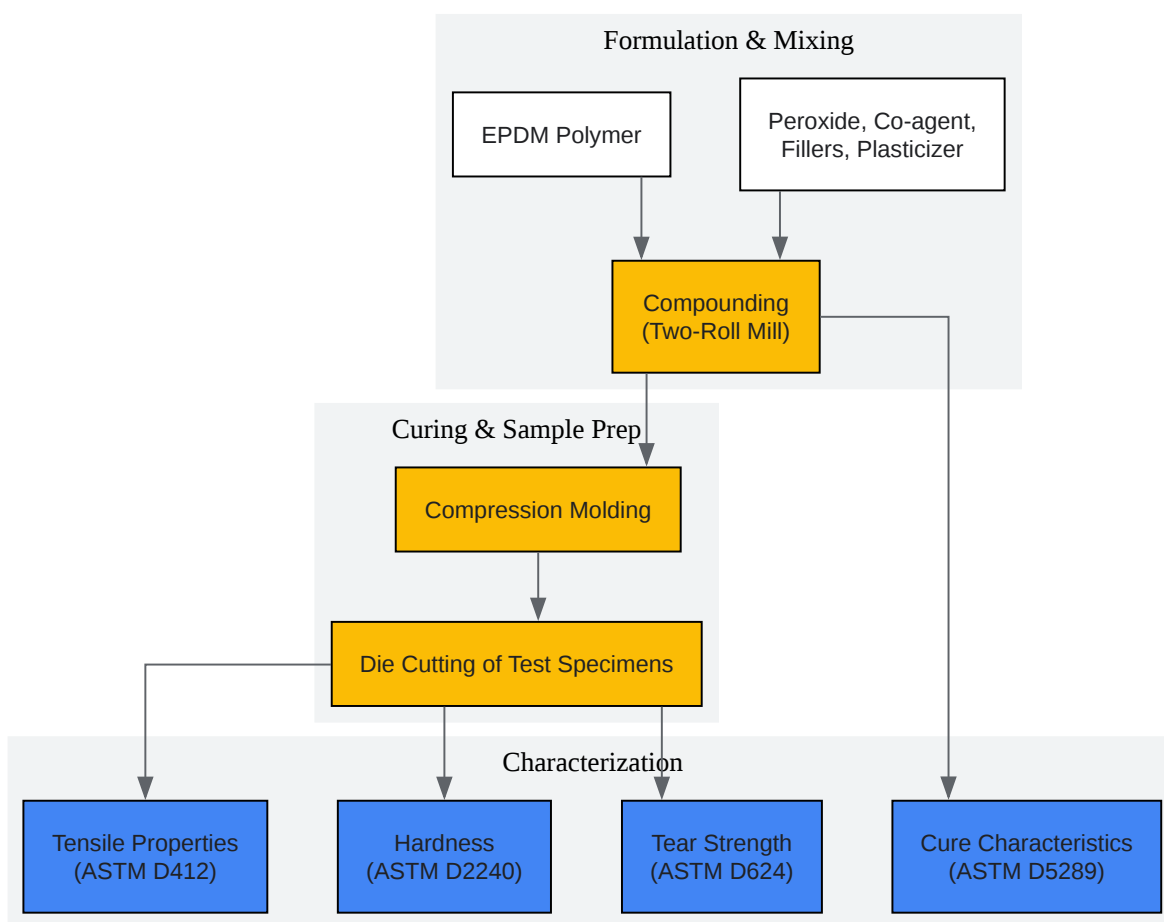 Formulation & Mixing
EPDM Polymer
Peroxide, Co-agent,
Fillers, Plasticizer
Compounding
(Two-Roll Mill)
Curing & Sample Prep
Compression Molding
Die Cutting of Test Specimens
Characterization
Tensile Properties
(ASTM D412)
Hardness
(ASTM D2240)
Tear Strength
(ASTM D624)
Cure Characteristics
(ASTM D5289)